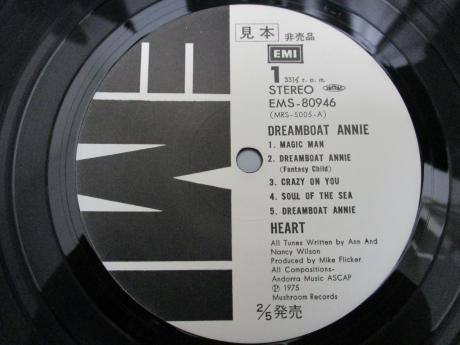 見本 非売品
EMI
1 33⅓ r.p.m.
STEREO
EMS-80946
(MRS-5005-A)
DREAMBOAT ANNIE
1. MAGIC MAN
2. DREAMBOAT ANNIE
(Fantasy Child)
3. CRAZY ON YOU
4. SOUL OF THE SEA
5. DREAMBOAT ANNIE
HEART
All Tunes Written by Ann And
Nancy Wilson
Produced by Mike Flicker
All Compositions-
Andorra Music ASCAP
Ⓟ 1975
Mushroom Records
2/5発売
EMI